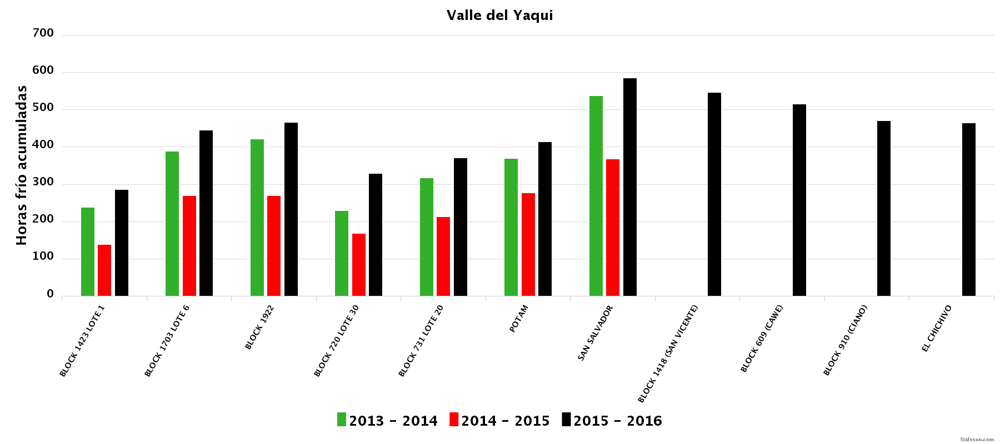 Valle del Yaqui
Horas frío acumuladas
700
600
500
400
300
200
100
0
BLOCK 1423 LOTE 1
BLOCK 1703 LOTE 6
BLOCK 1922
BLOCK 720 LOTE 30
BLOCK 731 LOTE 20
POTAM
SAN SALVADOR
BLOCK 1418 (SAN VICENTE)
BLOCK 609 (CAWE)
BLOCK 910 (CIANO)
EL CHICHIVO
2013 - 2014 2014 - 2015 2015 - 2016
Siafeson.com